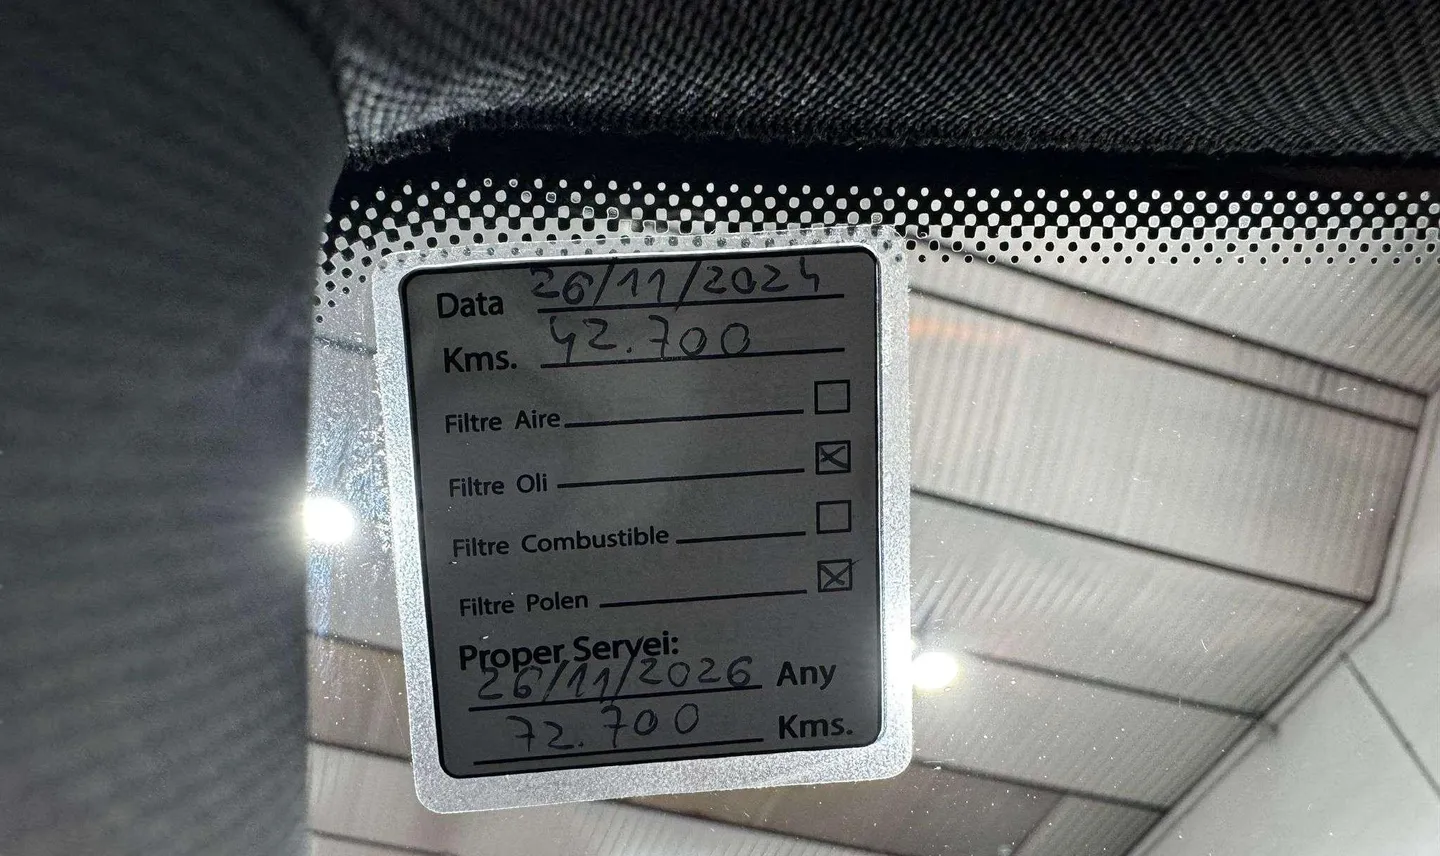 Data 26/11/2024
Kms. 42.700
Filtre Aire
Filtre Oli
Filtre Combustible
Filtre Polen
Proper Servei:
26/11/2026 Any
72.700 Kms.